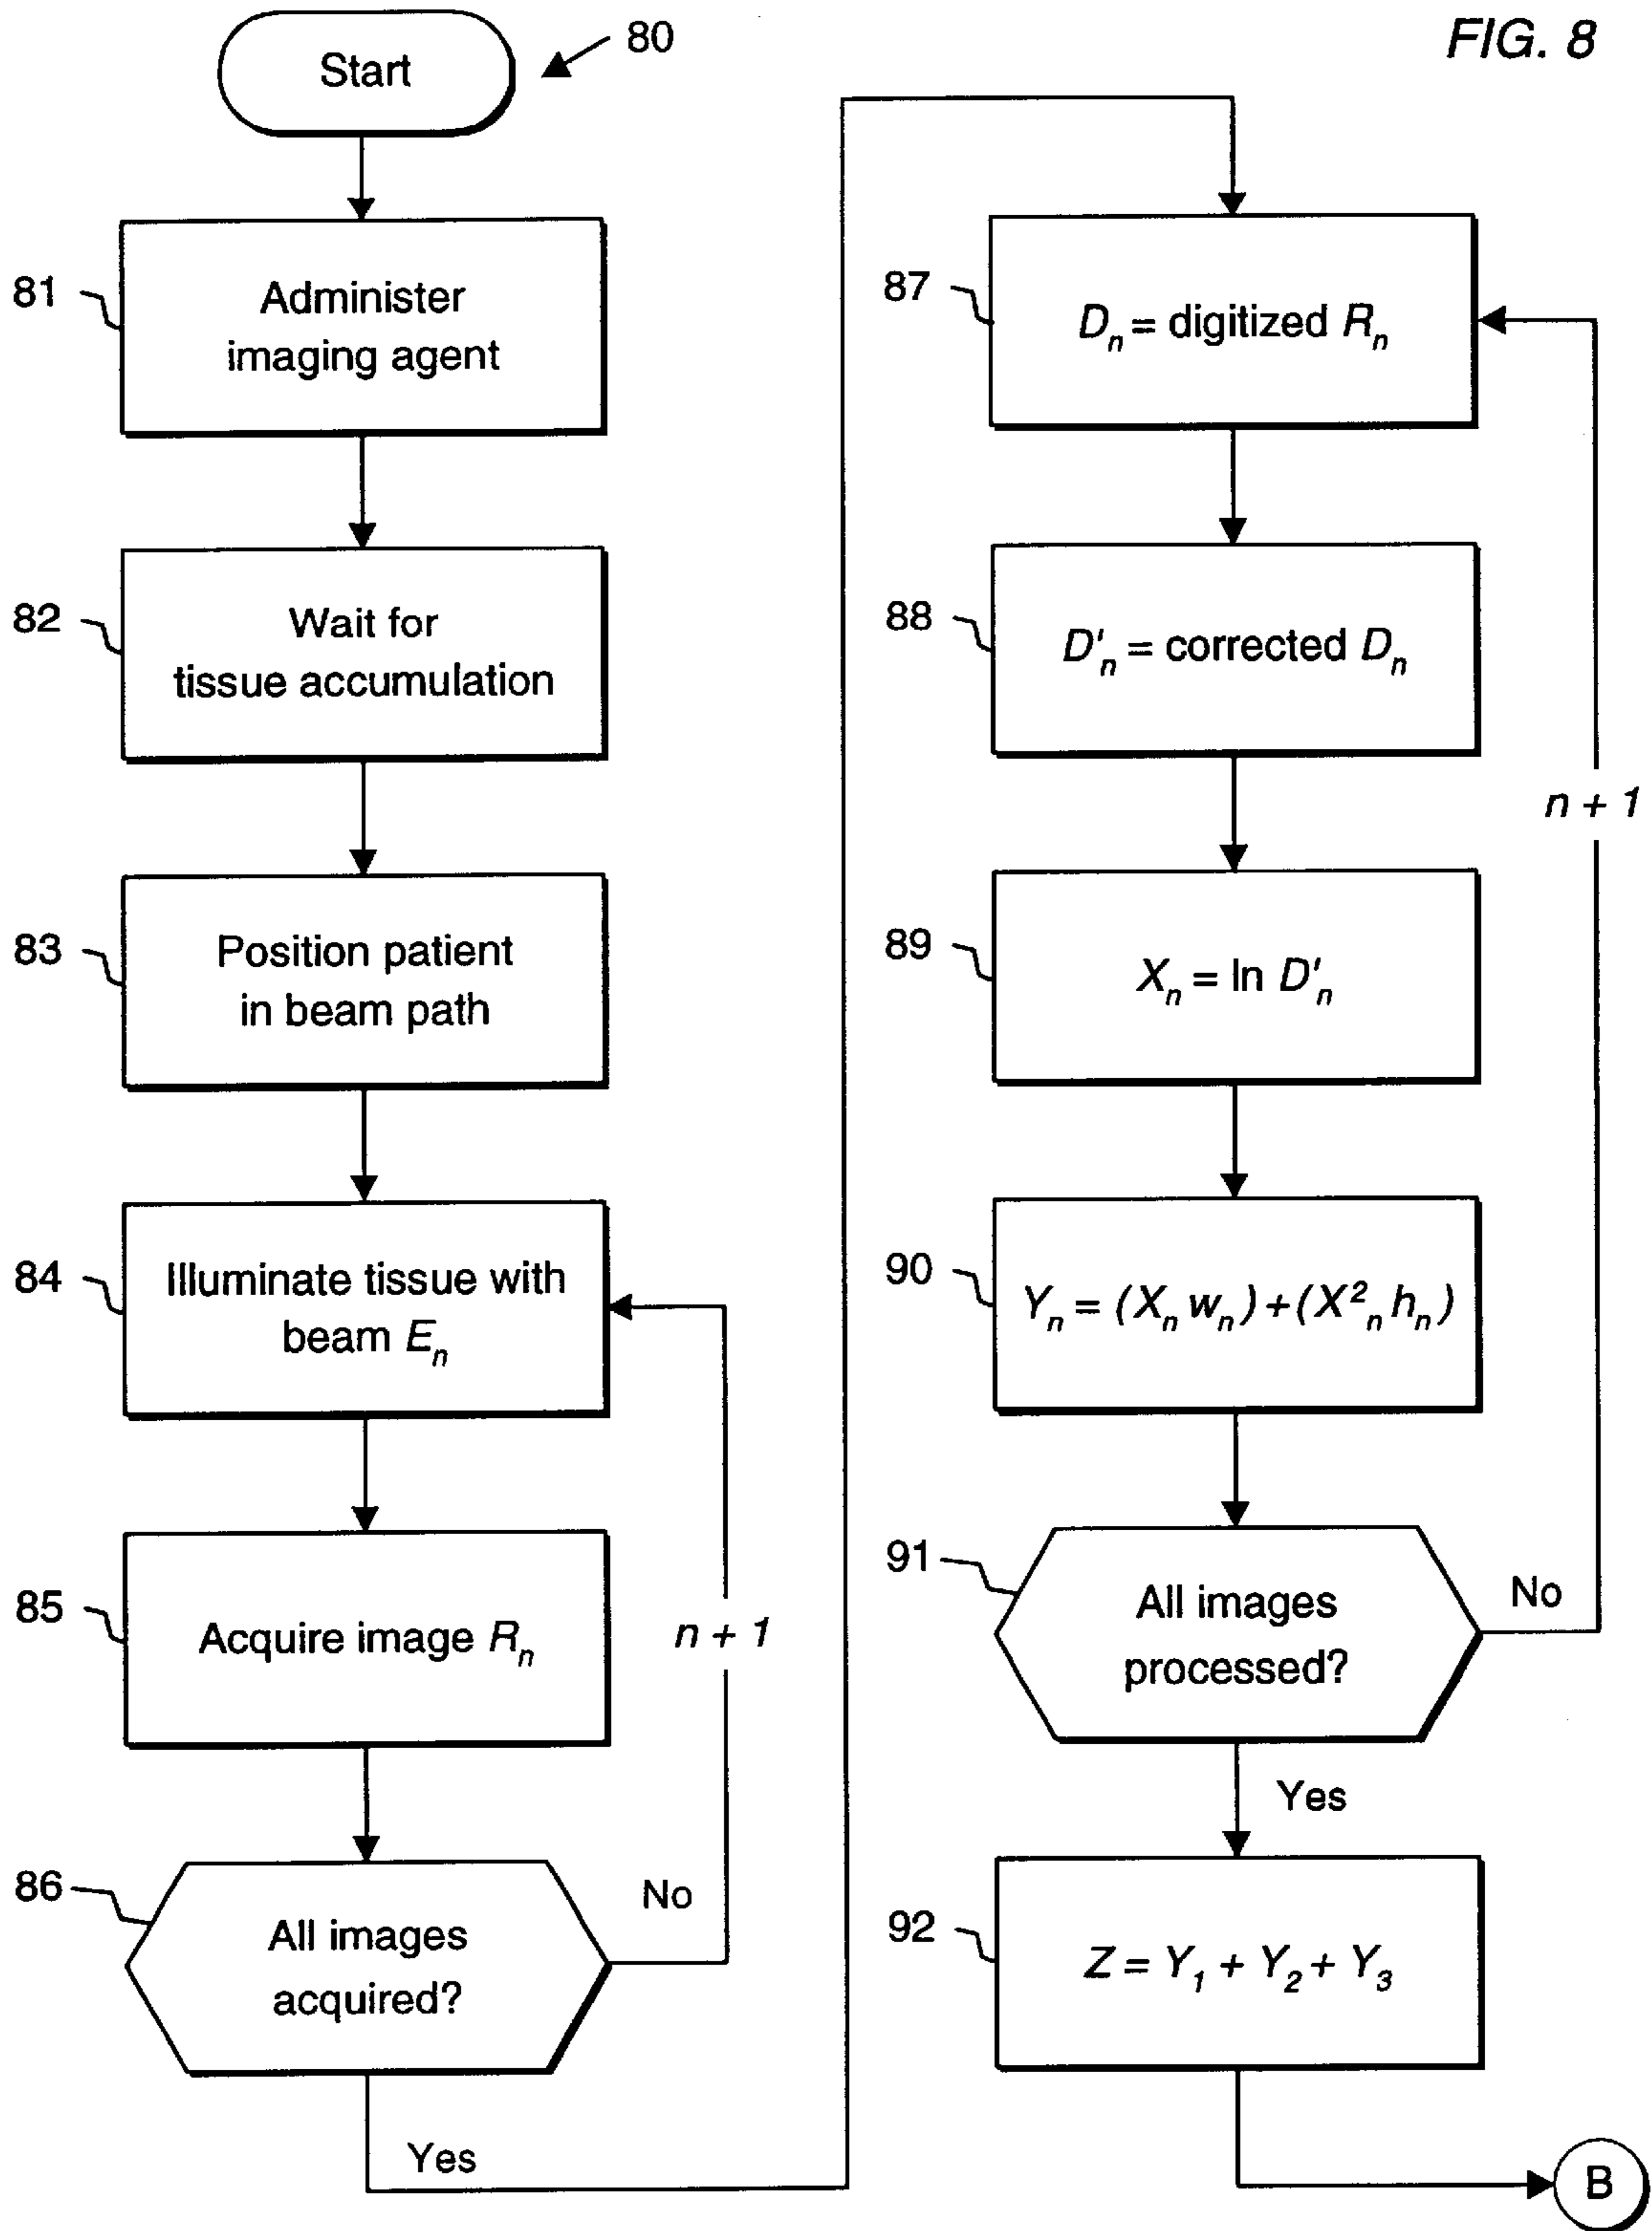 FIG. 8
Start
80
81
Administer
imaging agent
82
Wait for
tissue accumulation
83
Position patient
in beam path
84
Illuminate tissue with
beam Eₙ
85
Acquire image Rₙ
n + 1
86
All images
acquired?
No
Yes
87
Dₙ = digitized Rₙ
88
D'ₙ = corrected Dₙ
n + 1
89
Xₙ = ln D'ₙ
90
Yₙ = (Xₙ wₙ) + (X²ₙ hₙ)
91
All images
processed?
No
Yes
92
Z = Y₁ + Y₂ + Y₃
B